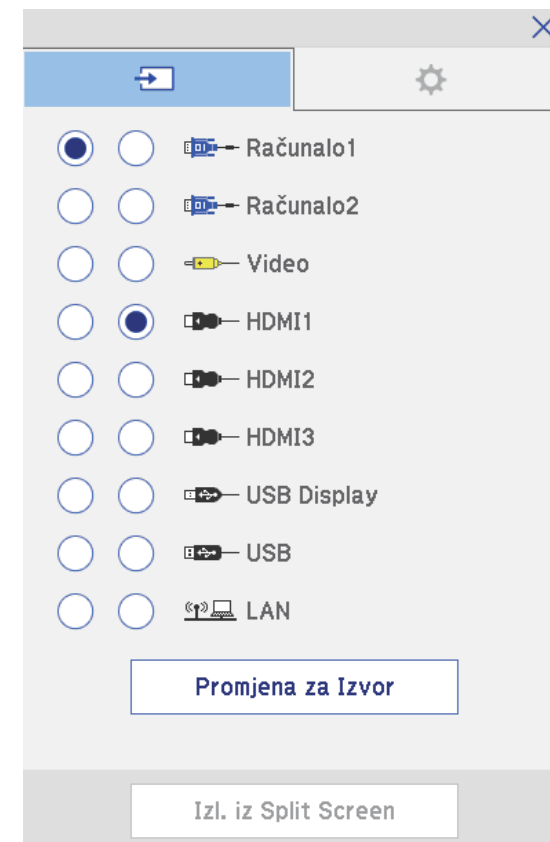 Računalo1
Računalo2
Video
HDMI1
HDMI2
HDMI3
USB Display
USB
LAN
Promjena za Izvor
Izl. iz Split Screen